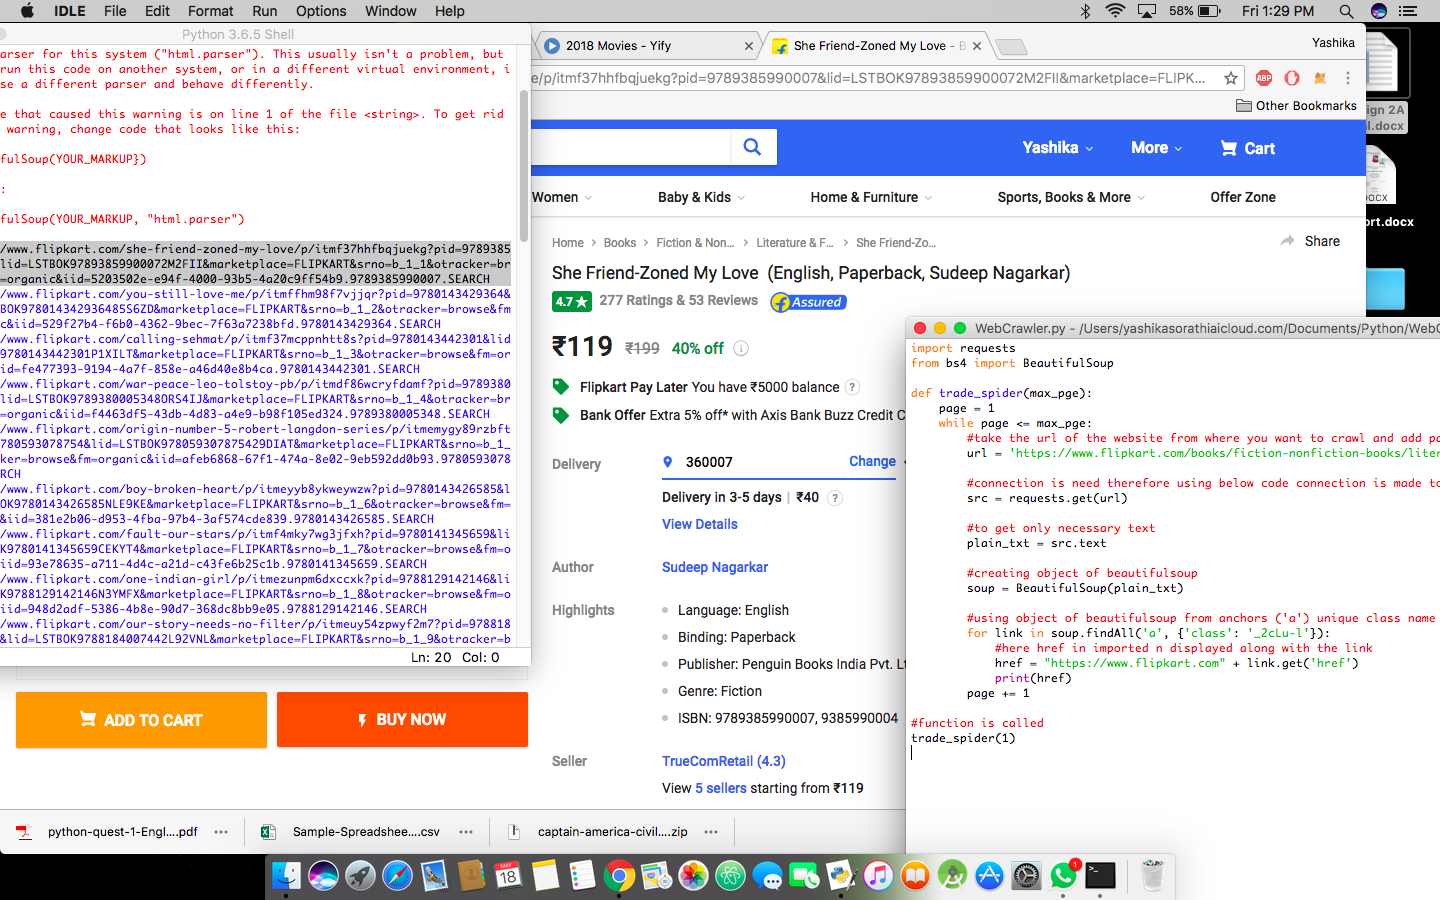 IDLE File Edit Format Run Options Window Help
58% Fri 1:29 PM
Python 3.6.5 Shell
arser for this system ("html.parser"). This usually isn't a problem, but
run this code on another system, or in a different virtual environment, i
se a different parser and behave differently.
e that caused this warning is on line 1 of the file <string>. To get rid
warning, change code that looks like this:
fulSoup(YOUR_MARKUP})
:
fulSoup(YOUR_MARKUP, "html.parser")
/www.flipkart.com/she-friend-zoned-my-love/p/itmf37hhfbqjuekg?pid=9789385
lid=LSTBOK97893859900072M2FII&marketplace=FLIPKART&srno=b_1_1&otracker=br
=organic&iid=5203502e-e94f-4000-93b5-4a20c9ff54b9.9789385990007.SEARCH
/www.flipkart.com/you-still-love-me/p/itmffhm98f7vjjqr?pid=9780143429364&
BOK97801434293648 5S6ZD&marketplace=FLIPKART&srno=b_1_2&otracker=browse&fm
c&iid=529f27b4-f6b0-4362-9bec-7f63a7238bfd.9780143429364.SEARCH
/www.flipkart.com/calling-sehmat/p/itmf37mcppnhtt8s?pid=9780143442301&lid
9780143442301P1XILT&marketplace=FLIPKART&srno=b_1_3&otracker=browse&fm=or
id=fe477393-9194-4a7f-858e-a46d40e8b4ca.9780143442301.SEARCH
/www.flipkart.com/war-peace-leo-tolstoy-pb/p/itmdf86wcryfdamf?pid=9789380
lid=LSTBOK9789380005348ORS4IJ&marketplace=FLIPKART&srno=b_1_4&otracker=br
=organic&iid=f4463df5-43db-4d83-a4e9-b98f105ed324.9789380005348.SEARCH
/www.flipkart.com/origin-number-5-robert-langdon-series/p/itmemygy89rzbft
780593078754&lid=LSTBOK9780593078754 29DIAT&marketplace=FLIPKART&srno=b_1_
ker=browse&fm=organic&iid=afeb6868-67f1-474a-8e02-9eb592dd0b93.9780593078
RCH
/www.flipkart.com/boy-broken-heart/p/itmeyyb8ykweywzw?pid=9780143426585&l
OK9780143426585NLE9KE&marketplace=FLIPKART&srno=b_1_6&otracker=browse&fm=
&iid=381e2b06-d953-4fba-97b4-3af574cde839.9780143426585.SEARCH
/www.flipkart.com/fault-our-stars/p/itmf4mky7wg3jfxh?pid=9780141345659&li
K9780141345659CEKYT4&marketplace=FLIPKART&srno=b_1_7&otracker=browse&fm=o
iid=93e78635-a711-4d4c-a21d-c43fe6b25c1b.9780141345659.SEARCH
/www.flipkart.com/one-indian-girl/p/itmezunpm6dxccxk?pid=9788129142146&li
K9788129142146N3YMFX&marketplace=FLIPKART&srno=b_1_8&otracker=browse&fm=o
iid=948d2adf-5386-4b8e-90d7-368dc8bb9e05.9788129142146.SEARCH
/www.flipkart.com/our-story-needs-no-filter/p/itmeuy54zpwyf2m7?pid=978818
&lid=LSTBOK9788184007442L92VNL&marketplace=FLIPKART&srno=b_1_9&otracker=b
Ln: 20 Col: 0
2018 Movies - Yify
She Friend-Zoned My Love - B
Yashika
e/p/itmf37hhfbqjuekg?pid=9789385990007&lid=LSTBOK97893859900072M2FII&marketplace=FLIPK...
ABP
Other Bookmarks
Yashika More Cart
Women Baby & Kids Home & Furniture Sports, Books & More Offer Zone
Home > Books > Fiction & Non... > Literature & F... > She Friend-Zo...
Share
She Friend-Zoned My Love (English, Paperback, Sudeep Nagarkar)
4.7★ 277 Ratings & 53 Reviews Assured
₹119 ₹199 40% off i
Flipkart Pay Later You have ₹5000 balance ?
Bank Offer Extra 5% off* with Axis Bank Buzz Credit C
Delivery 360007 Change
Delivery in 3-5 days | ₹40 ?
View Details
Author Sudeep Nagarkar
Highlights
Language: English
Binding: Paperback
Publisher: Penguin Books India Pvt. Lt
Genre: Fiction
ISBN: 9789385990007, 9385990004
Seller TrueComRetail (4.3)
View 5 sellers starting from ₹119
ADD TO CART
BUY NOW
python-quest-1-Engl....pdf
Sample-Spreadshee....csv
captain-america-civil....zip
WebCrawler.py - /Users/yashikasorathiaicloud.com/Documents/Python/WebC
import requests
from bs4 import BeautifulSoup
def trade_spider(max_pge):
page = 1
while page <= max_pge:
#take the url of the website from where you want to crawl and add pa
url = 'https://www.flipkart.com/books/fiction-nonfiction-books/liter
#connection is need therefore using below code connection is made to
src = requests.get(url)
#to get only necessary text
plain_txt = src.text
#creating object of beautifulsoup
soup = BeautifulSoup(plain_txt)
#using object of beautifulsoup from anchors ('a') unique class name
for link in soup.findAll('a', {'class': '_2cLu-l'}):
#here href in imported n displayed along with the link
href = "https://www.flipkart.com" + link.get('href')
print(href)
page += 1
#function is called
trade_spider(1)
ign 2A
l.docx
OCX
ort.docx
MAY
18
1